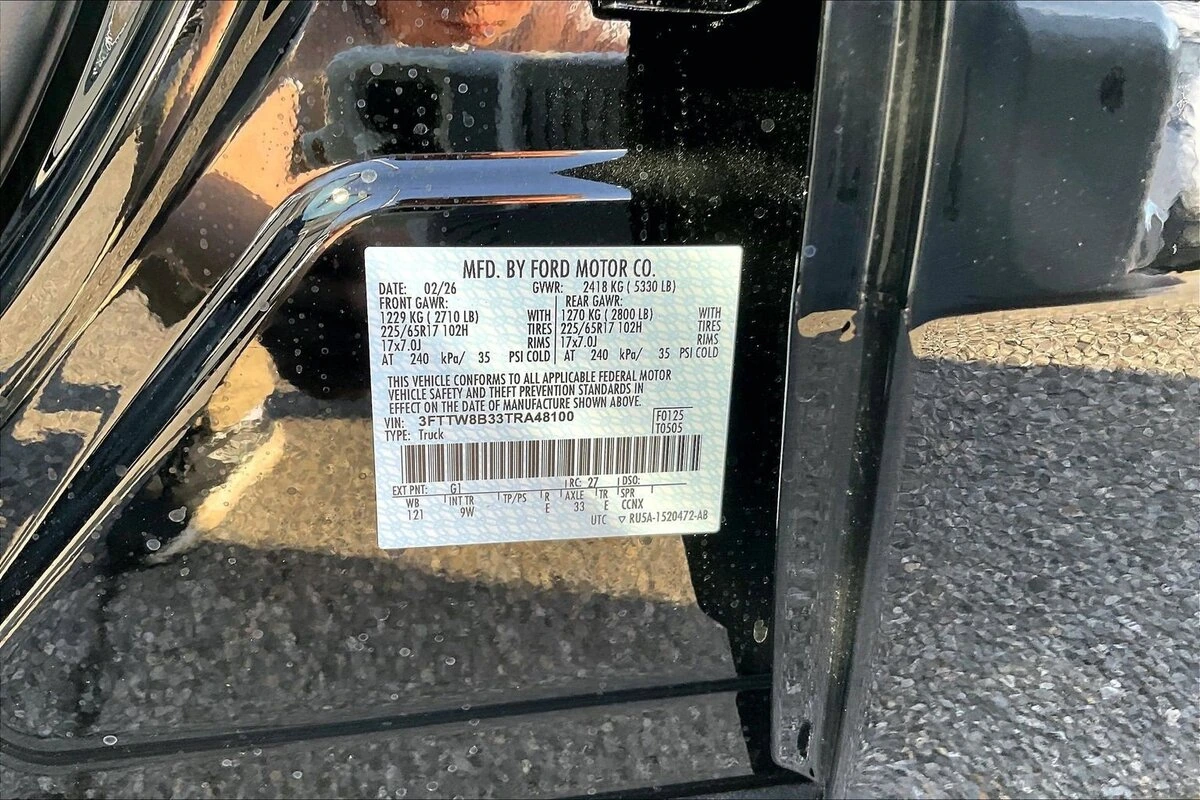 MFD. BY FORD MOTOR CO.
DATE: 02/26 GVWR: 2418 KG ( 5330 LB)
FRONT GAWR: REAR GAWR:
1229 KG ( 2710 LB) WITH 1270 KG ( 2800 LB) WITH
225/65R17 102H TIRES 225/65R17 102H TIRES
17x7.0J RIMS 17x7.0J RIMS
AT 240 kPa/ 35 PSI COLD AT 240 kPa/ 35 PSI COLD
THIS VEHICLE CONFORMS TO ALL APPLICABLE FEDERAL MOTOR
VEHICLE SAFETY AND THEFT PREVENTION STANDARDS IN
EFFECT ON THE DATE OF MANUFACTURE SHOWN ABOVE.
VIN: 3FTTW8B33TRA48100 F0125
TYPE: Truck T0505
EXT PNT: G1 RC: 27 DSO:
WB INT TR TP/PS R AXLE TR SPR
121 9W E 33 E CCNX
UTC ▽ RU5A-1520472-AB